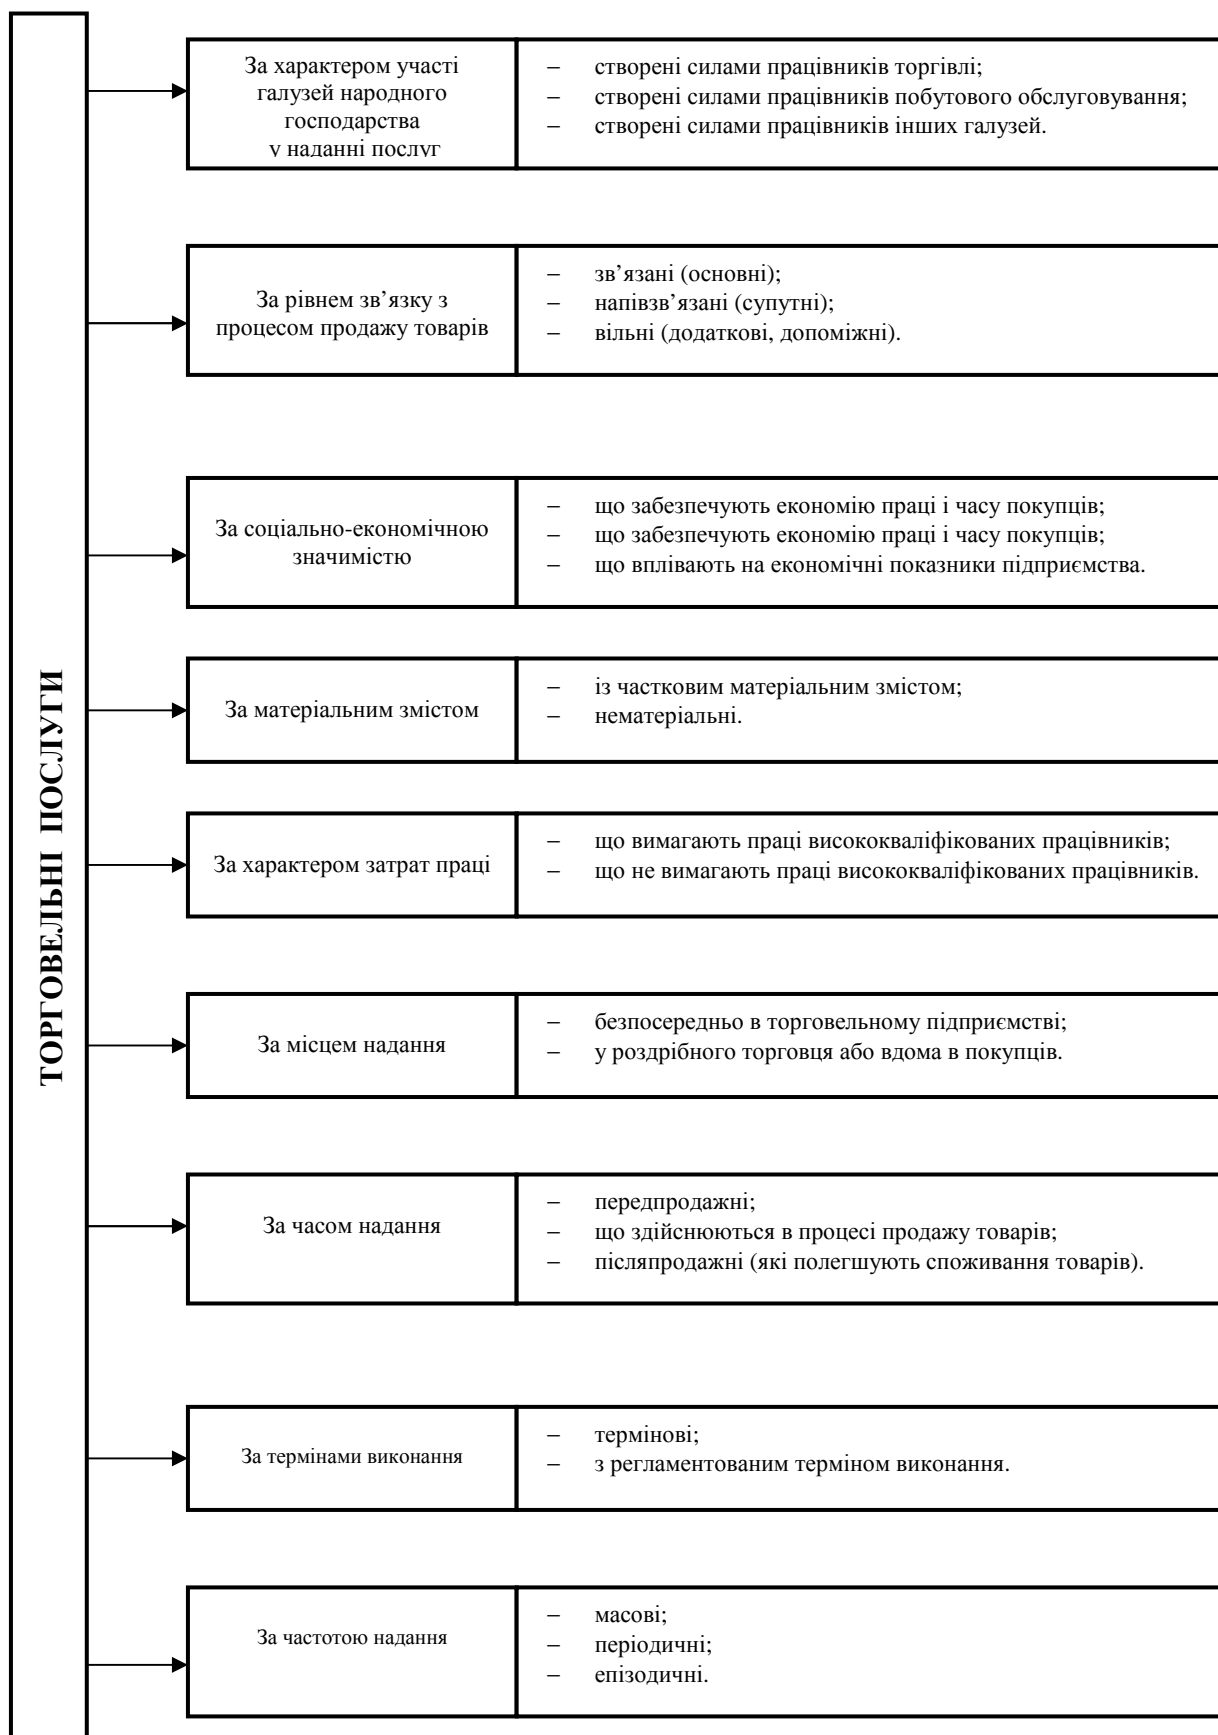 ТОРГОВЕЛЬНІ ПОСЛУГИ
За характером участі
галузей народного
господарства
у наданні послуг
– створені силами працівників торгівлі;
– створені силами працівників побутового обслуговування;
– створені силами працівників інших галузей.
За рівнем зв’язку з
процесом продажу товарів
– зв’язані (основні);
– напівзв’язані (супутні);
– вільні (додаткові, допоміжні).
За соціально-економічною
значимістю
– що забезпечують економію праці і часу покупців;
– що забезпечують економію праці і часу покупців;
– що вплівають на економічні показники підприємства.
За матеріальним змістом
– із частковим матеріальним змістом;
– нематеріальні.
За характером затрат праці
– що вимагають праці висококваліфікованих працівників;
– що не вимагають праці висококваліфікованих працівників.
За місцем надання
– безпосередньо в торговельному підприємстві;
– у роздрібного торговця або вдома в покупців.
За часом надання
– передпродажні;
– що здійснюються в процесі продажу товарів;
– післяпродажні (які полегшують споживання товарів).
За термінами виконання
– термінові;
– з регламентованим терміном виконання.
За частотою надання
– масові;
– періодичні;
– епізодичні.